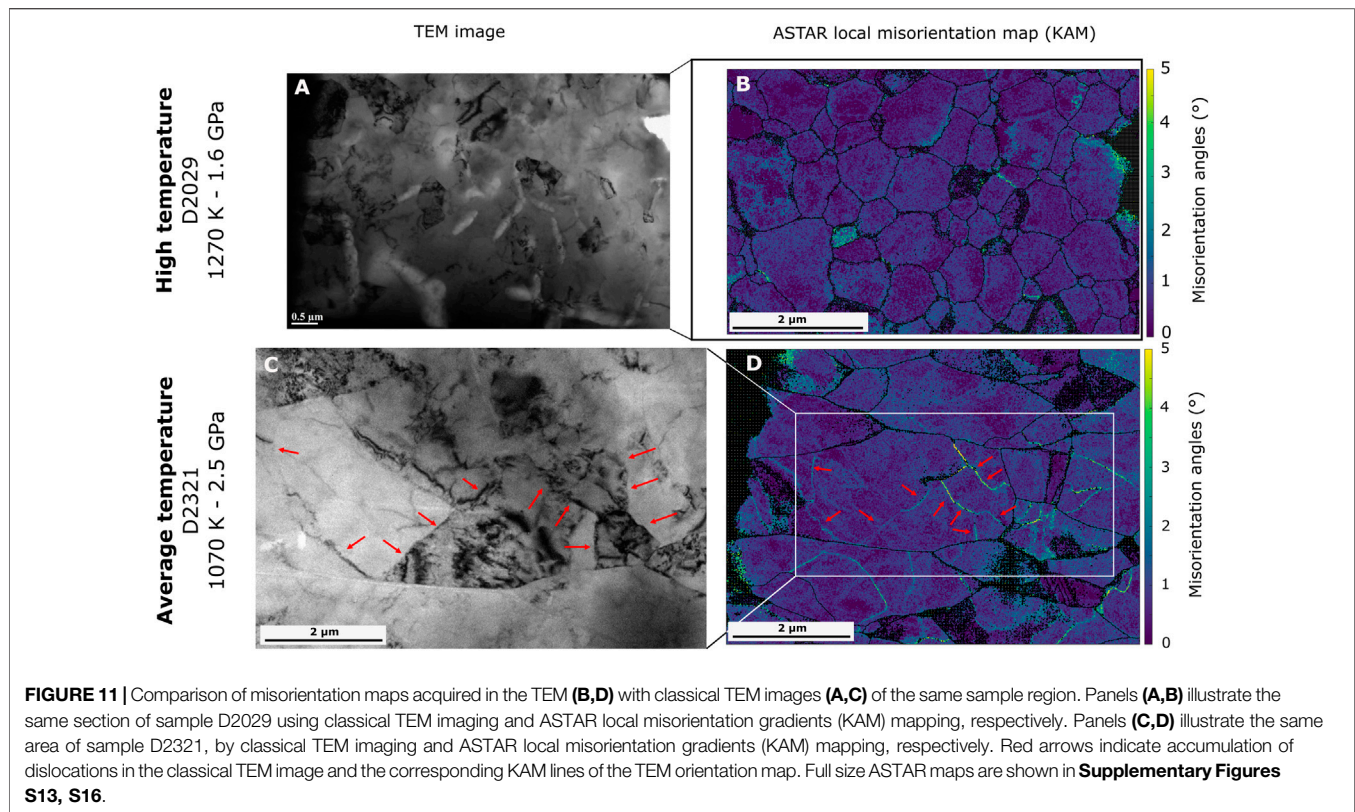 TEM image
ASTAR local misorientation map (KAM)
High temperature
D2029
1270 K - 1.6 GPa
A
0.5 μm
B
2 μm
5
4
3
2
1
0
Misorientation angles (°)
Average temperature
D2321
1070 K - 2.5 GPa
C
2 μm
D
2 μm
5
4
3
2
1
0
Misorientation angles (°)
FIGURE 11 | Comparison of misorientation maps acquired in the TEM (B,D) with classical TEM images (A,C) of the same sample region. Panels (A,B) illustrate the
same section of sample D2029 using classical TEM imaging and ASTAR local misorientation gradients (KAM) mapping, respectively. Panels (C,D) illustrate the same
area of sample D2321, by classical TEM imaging and ASTAR local misorientation gradients (KAM) mapping, respectively. Red arrows indicate accumulation of
dislocations in the classical TEM image and the corresponding KAM lines of the TEM orientation map. Full size ASTAR maps are shown in Supplementary Figures
S13, S16.